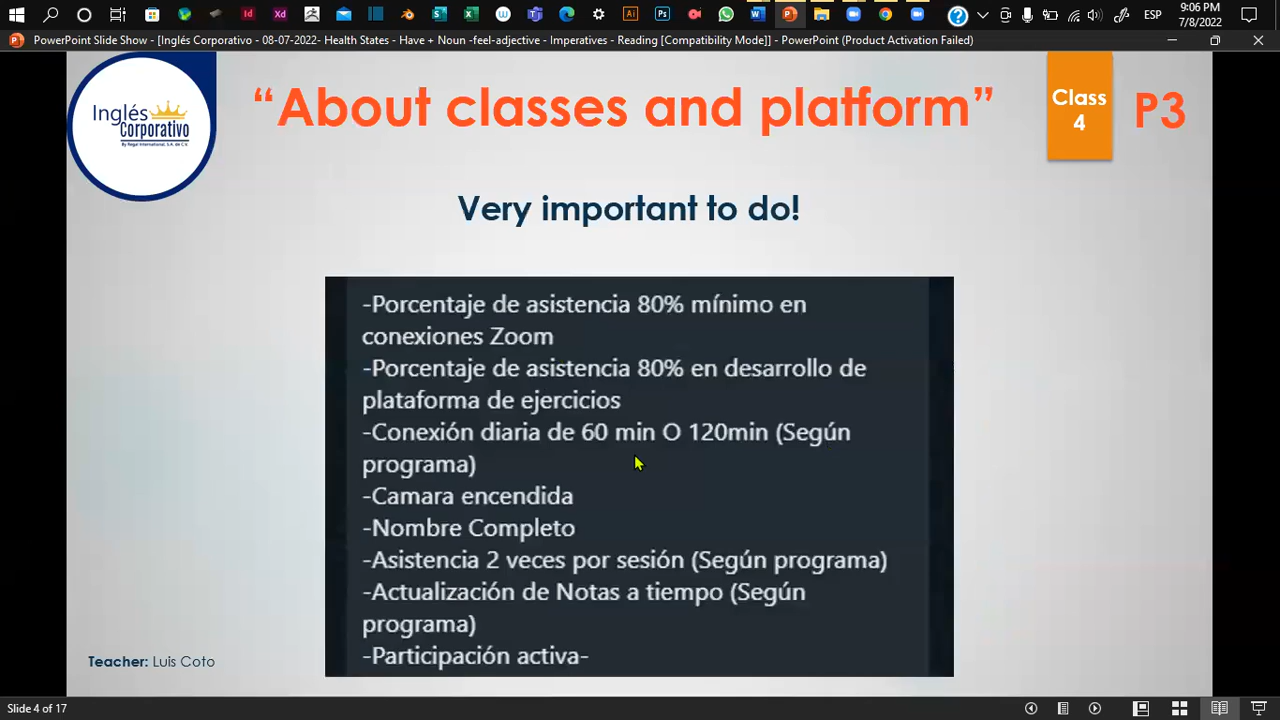 9:06 PM
ESP
7/8/2022
PowerPoint Slide Show - [Inglés Corporativo - 08-07-2022- Health States - Have + Noun -feel-adjective - Imperatives - Reading [Compatibility Mode]] - PowerPoint (Product Activation Failed)
Inglés
Corporativo
By Regal International, S.A. de C.V.
“About classes and platform”
Class
4
P3
Very important to do!
-Porcentaje de asistencia 80% mínimo en
conexiones Zoom
-Porcentaje de asistencia 80% en desarrollo de
plataforma de ejercicios
-Conexión diaria de 60 min O 120min (Según
programa)
-Camara encendida
-Nombre Completo
-Asistencia 2 veces por sesión (Según programa)
-Actualización de Notas a tiempo (Según
programa)
-Participación activa-
Teacher: Luis Coto
Slide 4 of 17